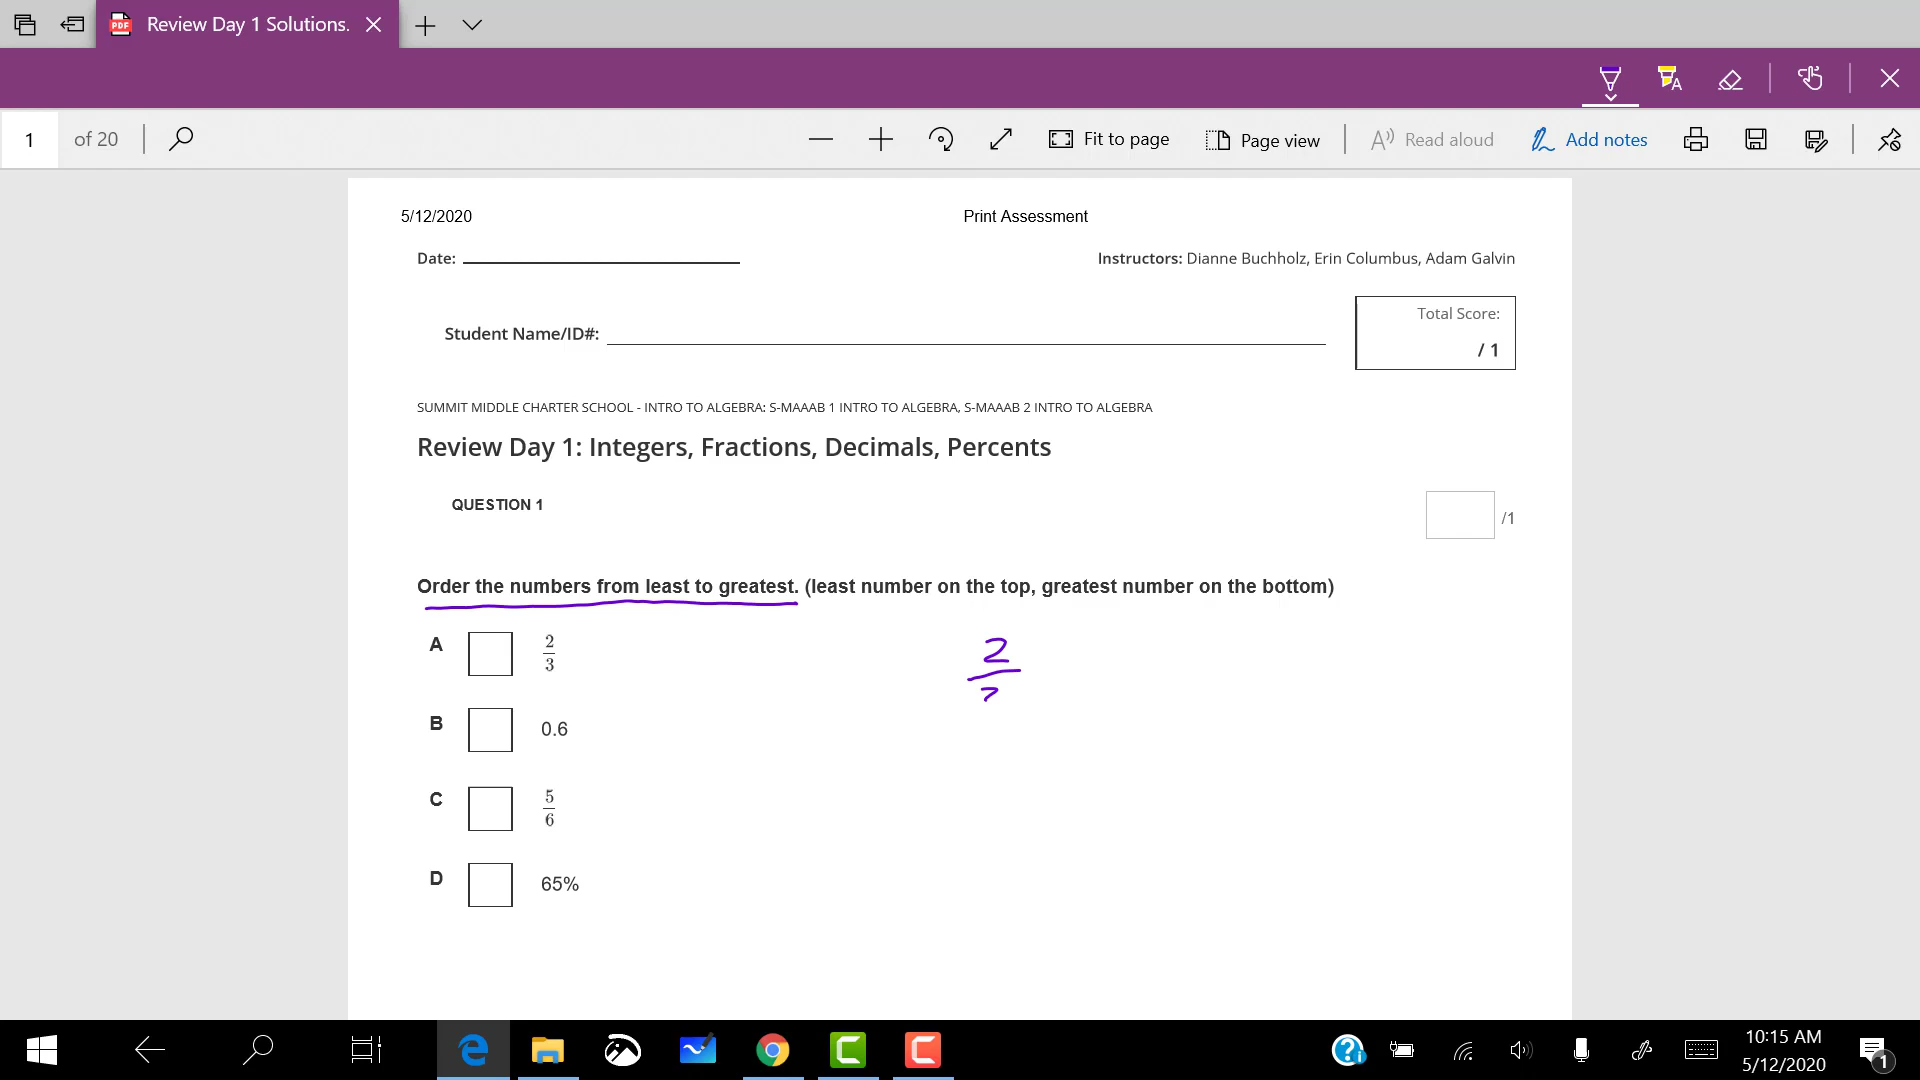 Review Day 1 Solutions.
1 of 20
Fit to page
Page view
Read aloud
Add notes
5/12/2020
Print Assessment
Date:
Instructors: Dianne Buchholz, Erin Columbus, Adam Galvin
Student Name/ID#:
Total Score:
/ 1
SUMMIT MIDDLE CHARTER SCHOOL - INTRO TO ALGEBRA: S-MAAAB 1 INTRO TO ALGEBRA, S-MAAAB 2 INTRO TO ALGEBRA
Review Day 1: Integers, Fractions, Decimals, Percents
QUESTION 1
/1
Order the numbers from least to greatest. (least number on the top, greatest number on the bottom)
A 2/3
2
B 0.6
C 5/6
D 65%
10:15 AM
5/12/2020
1